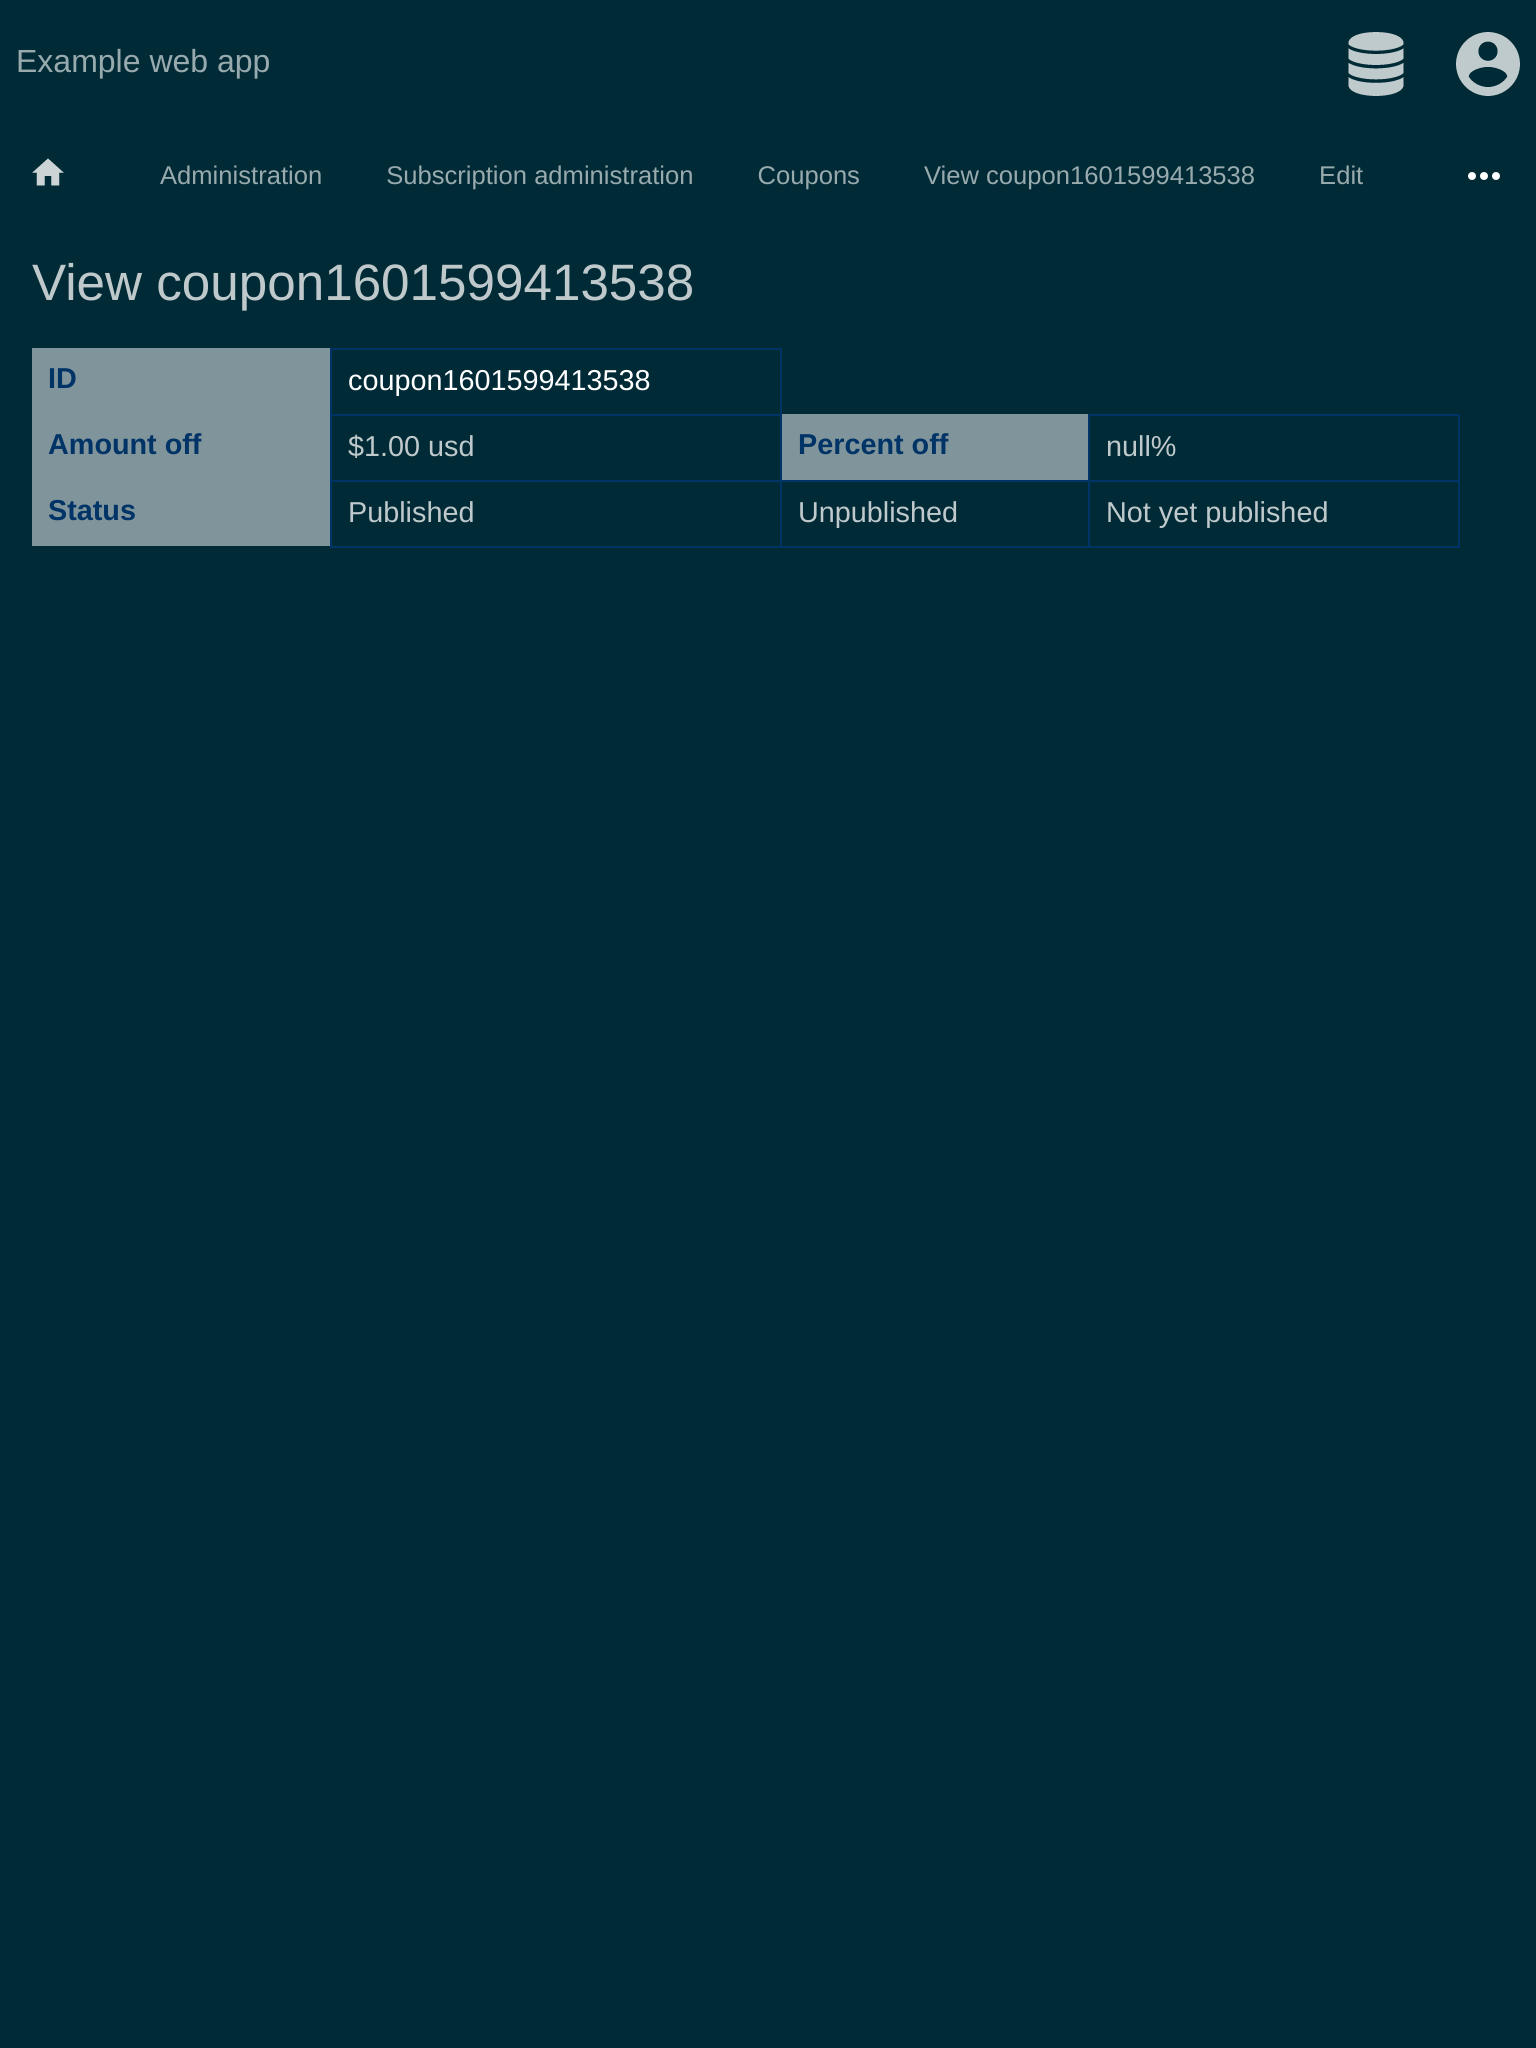 Example web app
Administration Subscription administration Coupons View coupon1601599413538 Edit
View coupon1601599413538
ID coupon1601599413538
Amount off $1.00 usd Percent off null%
Status Published Unpublished Not yet published